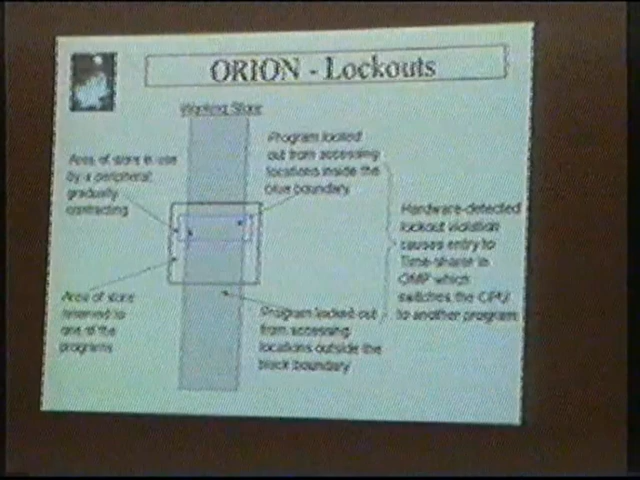 ORION - Lockouts
Working Store
Program locked
out from accessing
locations inside the
blue boundary
Area of store in use
by a peripheral,
gradually
contracting
Hardware-detected
lockout violation
causes entry to
Time-sharer in
OMP which
switches the CPU
to another program
Area of store
reserved to
one of the
programs
Program locked out
from accessing
locations outside the
black boundary